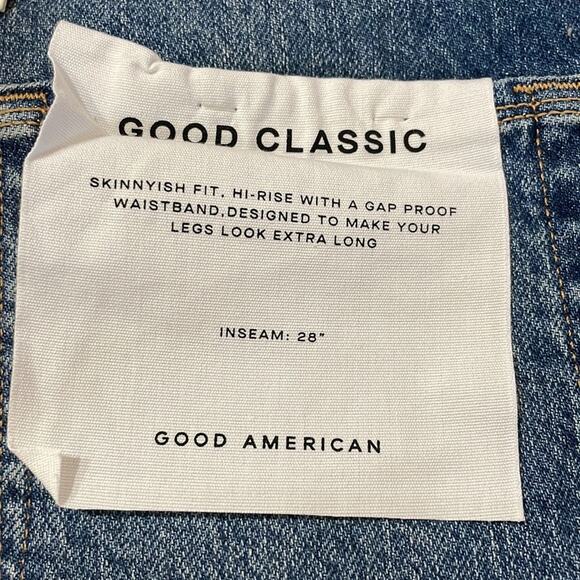 GOOD CLASSIC
SKINNYISH FIT, HI-RISE WITH A GAP PROOF
WAISTBAND,DESIGNED TO MAKE YOUR
LEGS LOOK EXTRA LONG
INSEAM: 28"
GOOD AMERICAN